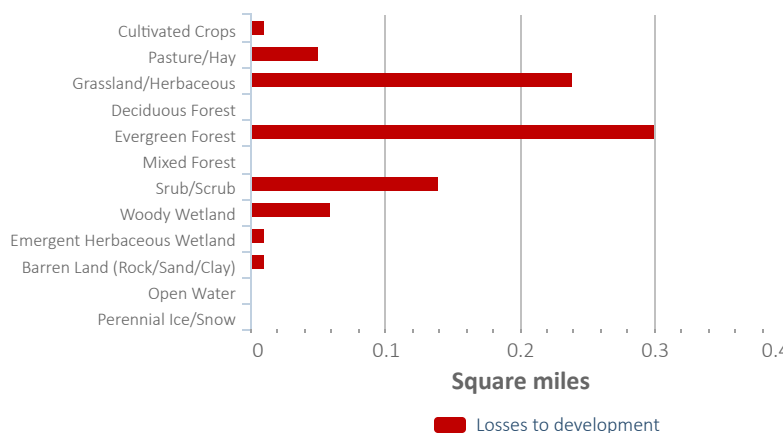 Cultivated Crops
Pasture/Hay
Grassland/Herbaceous
Deciduous Forest
Evergreen Forest
Mixed Forest
Srub/Scrub
Woody Wetland
Emergent Herbaceous Wetland
Barren Land (Rock/Sand/Clay)
Open Water
Perennial Ice/Snow
0 0.1 0.2 0.3 0.4
Square miles
Losses to development